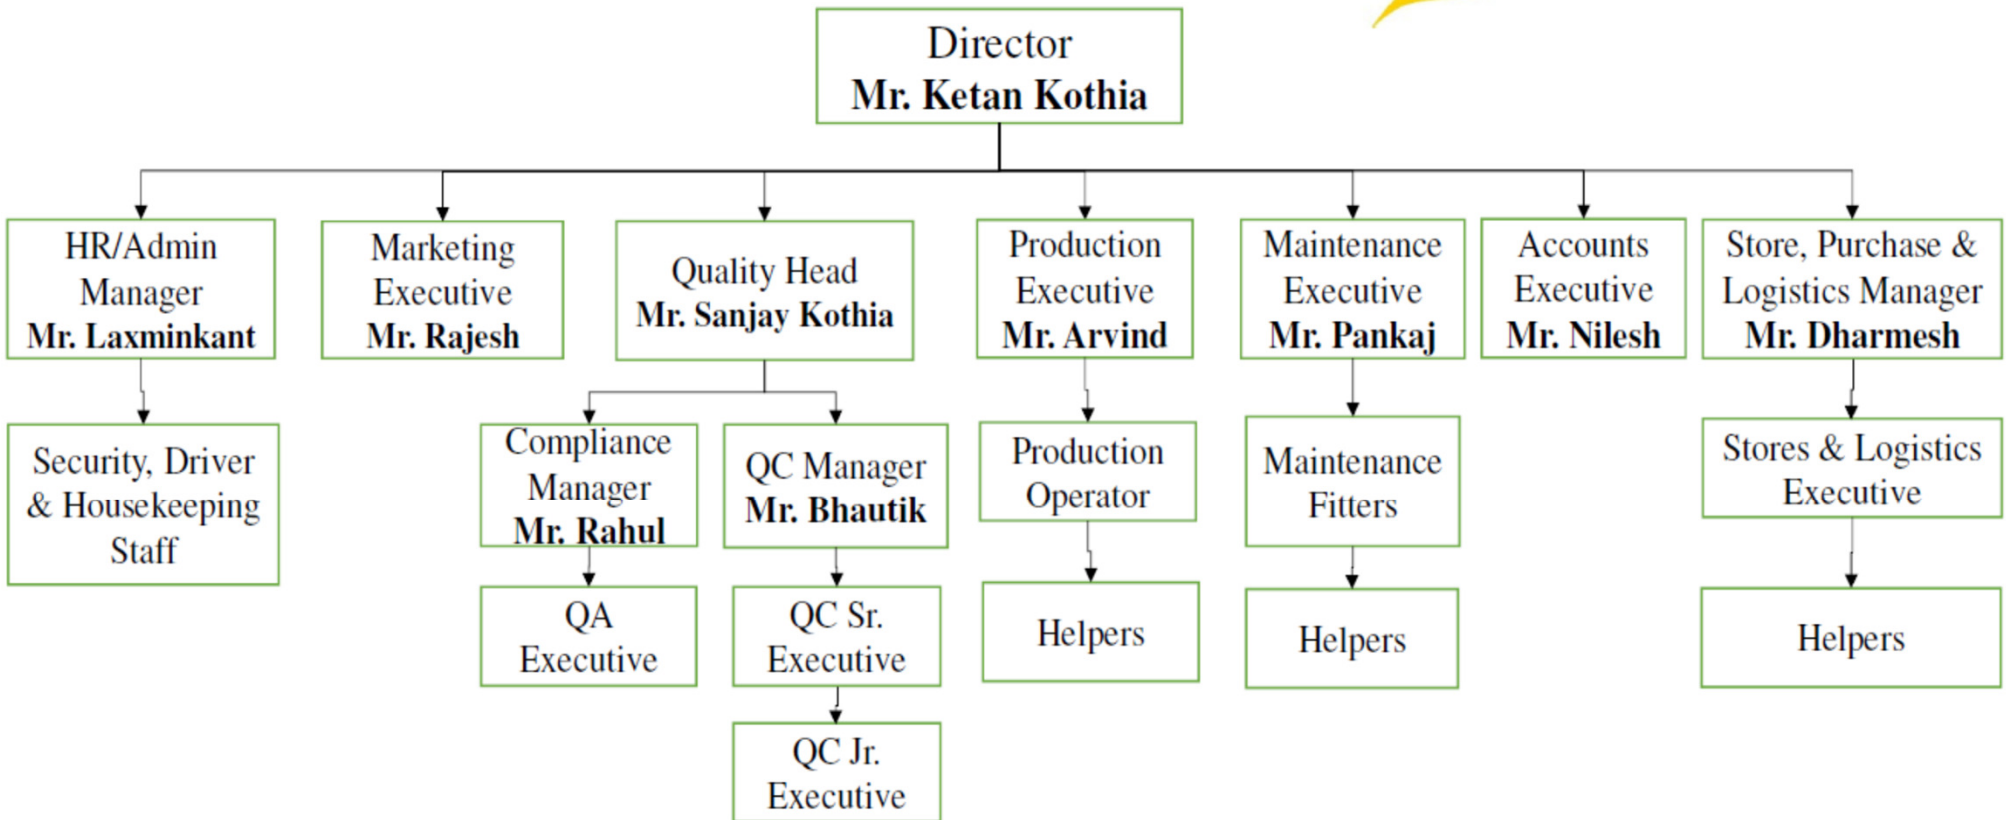 Director
Mr. Ketan Kothia
HR/Admin
Manager
Mr. Laxminkant
Marketing
Executive
Mr. Rajesh
Quality Head
Mr. Sanjay Kothia
Production
Executive
Mr. Arvind
Maintenance
Executive
Mr. Pankaj
Accounts
Executive
Mr. Nilesh
Store, Purchase &
Logistics Manager
Mr. Dharmesh
Security, Driver
& Housekeeping
Staff
Compliance
Manager
Mr. Rahul
QC Manager
Mr. Bhautik
Production
Operator
Maintenance
Fitters
Stores & Logistics
Executive
QA
Executive
QC Sr.
Executive
Helpers
Helpers
Helpers
QC Jr.
Executive